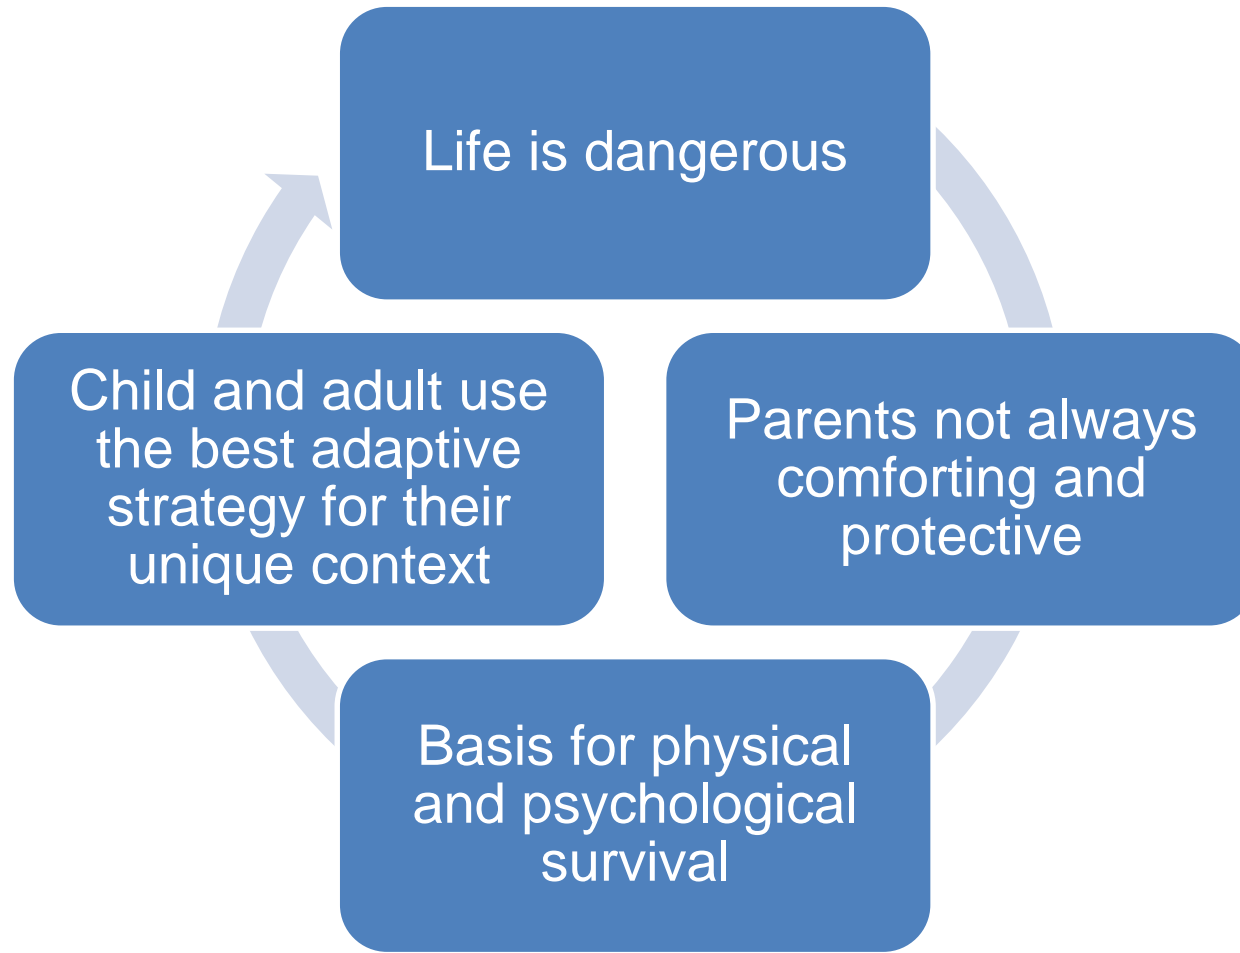 Life is dangerous
Parents not always
comforting and
protective
Basis for physical
and psychological
survival
Child and adult use
the best adaptive
strategy for their
unique context